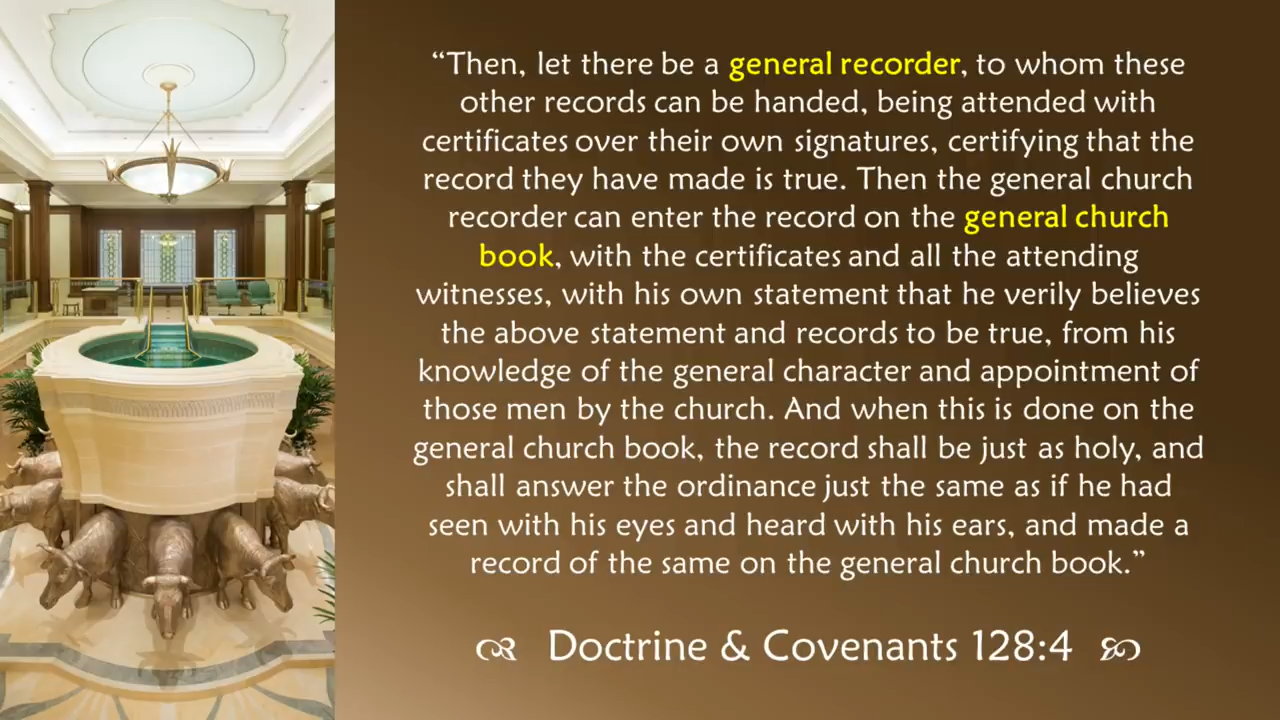 “Then, let there be a general recorder, to whom these
other records can be handed, being attended with
certificates over their own signatures, certifying that the
record they have made is true. Then the general church
recorder can enter the record on the general church
book, with the certificates and all the attending
witnesses, with his own statement that he verily believes
the above statement and records to be true, from his
knowledge of the general character and appointment of
those men by the church. And when this is done on the
general church book, the record shall be just as holy, and
shall answer the ordinance just the same as if he had
seen with his eyes and heard with his ears, and made a
record of the same on the general church book.”
Doctrine & Covenants 128:4